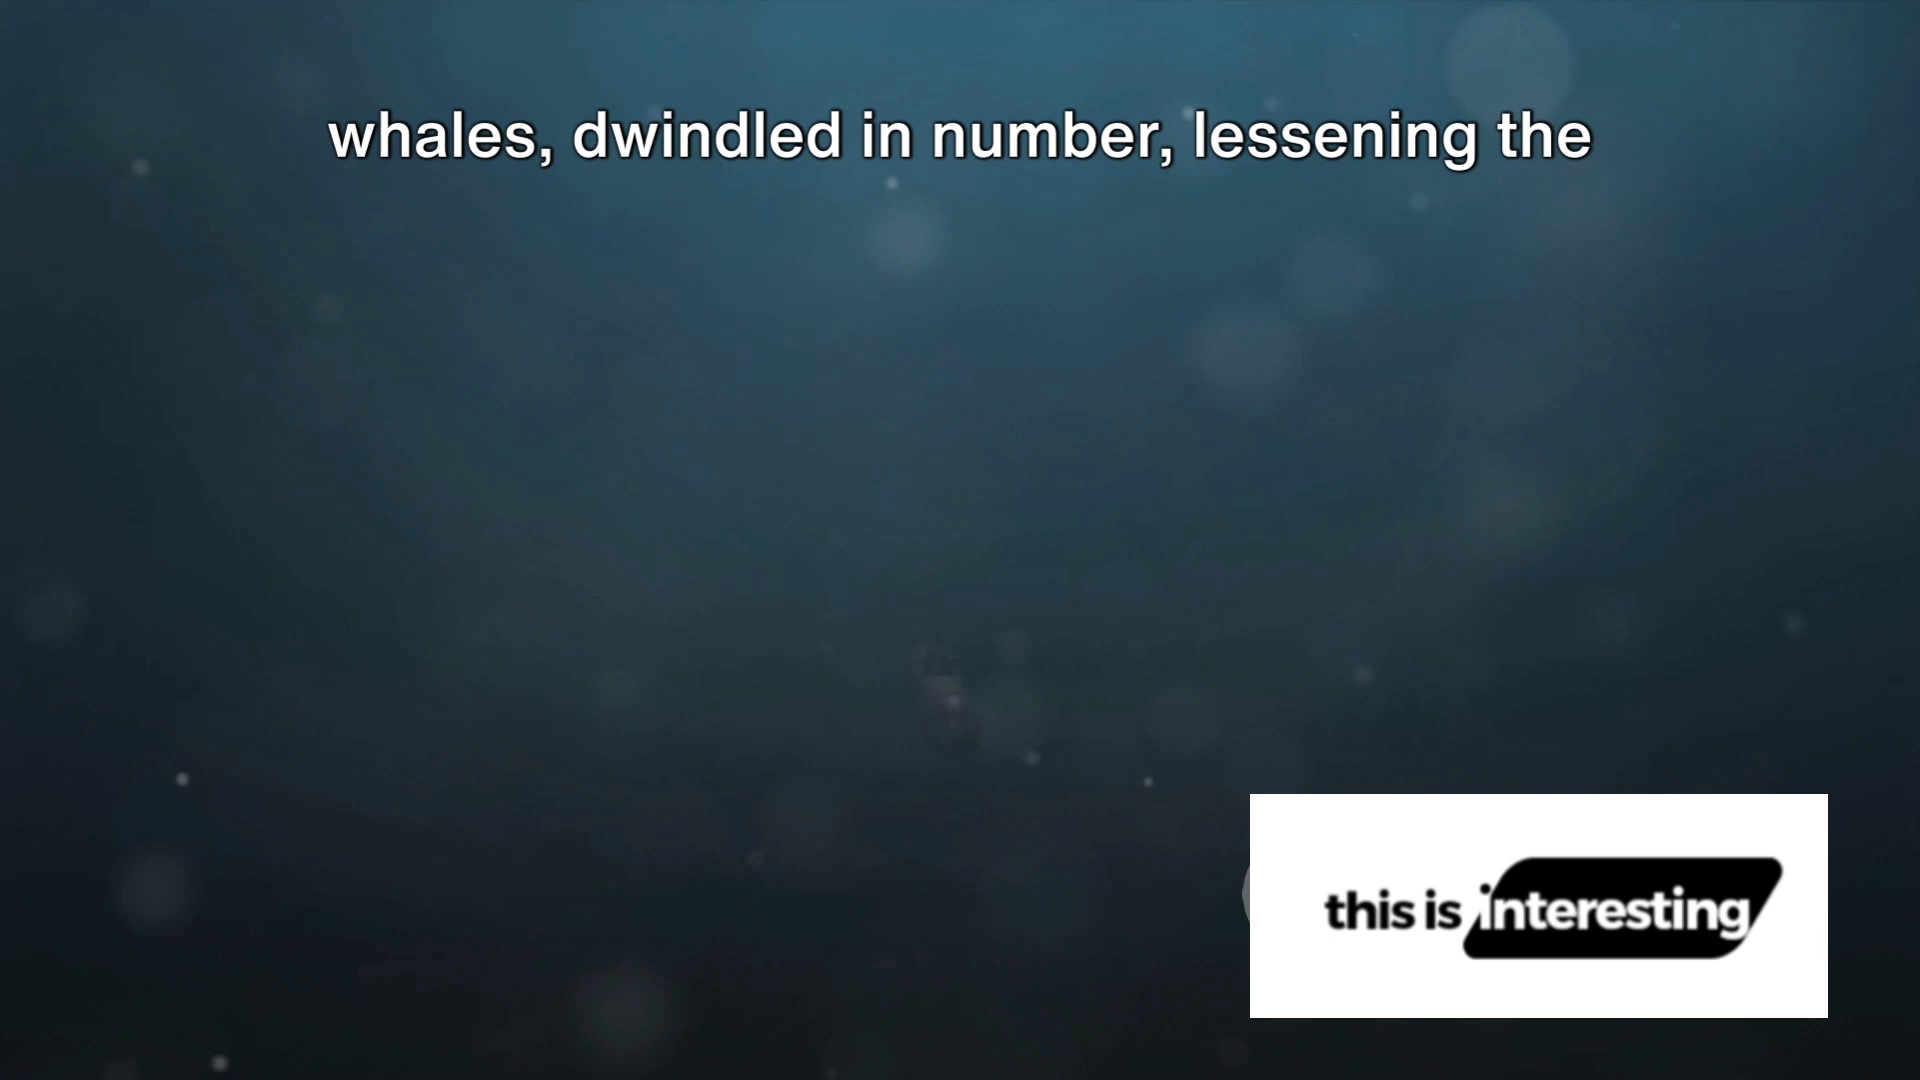 whales, dwindled in number, lessening the
this is interesting